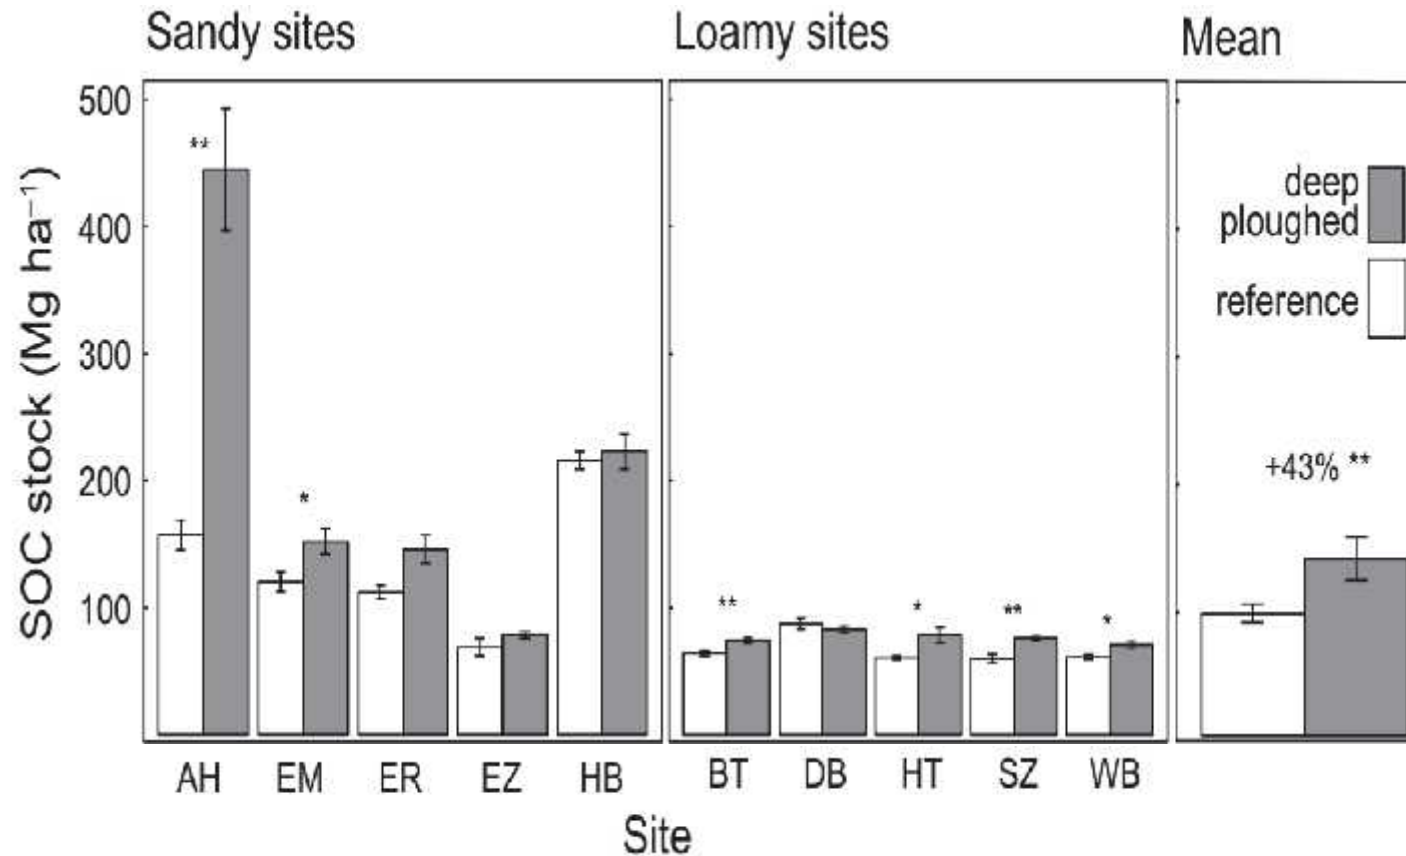 Sandy sites
Loamy sites
Mean
SOC stock (Mg ha⁻¹)
500
400
300
200
100
**
*
**
*
**
*
deep
ploughed
reference
+43% **
AH EM ER EZ HB
BT DB HT SZ WB
Site